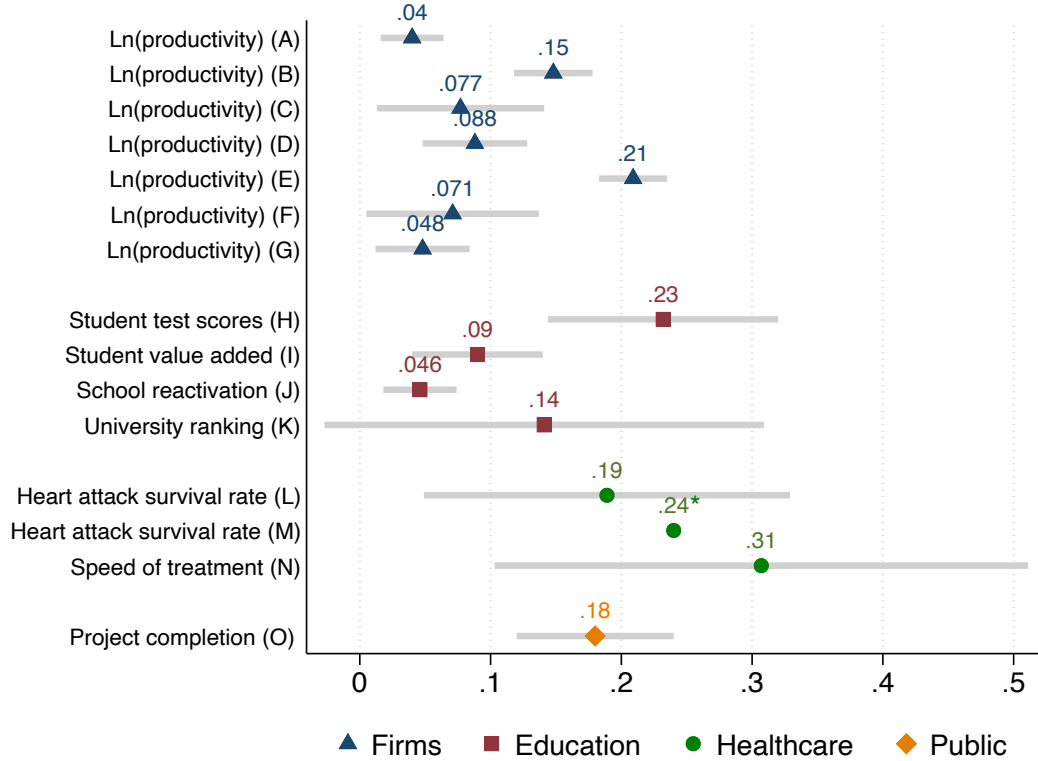 .04
Ln(productivity) (A)
.15
Ln(productivity) (B)
.077
Ln(productivity) (C)
.088
Ln(productivity) (D)
.21
Ln(productivity) (E)
.071
Ln(productivity) (F)
.048
Ln(productivity) (G)
.23
Student test scores (H)
.09
Student value added (I)
.046
School reactivation (J)
.14
University ranking (K)
.19
Heart attack survival rate (L)
.24*
Heart attack survival rate (M)
.31
Speed of treatment (N)
.18
Project completion (O)
0 .1 .2 .3 .4 .5
Firms Education Healthcare Public